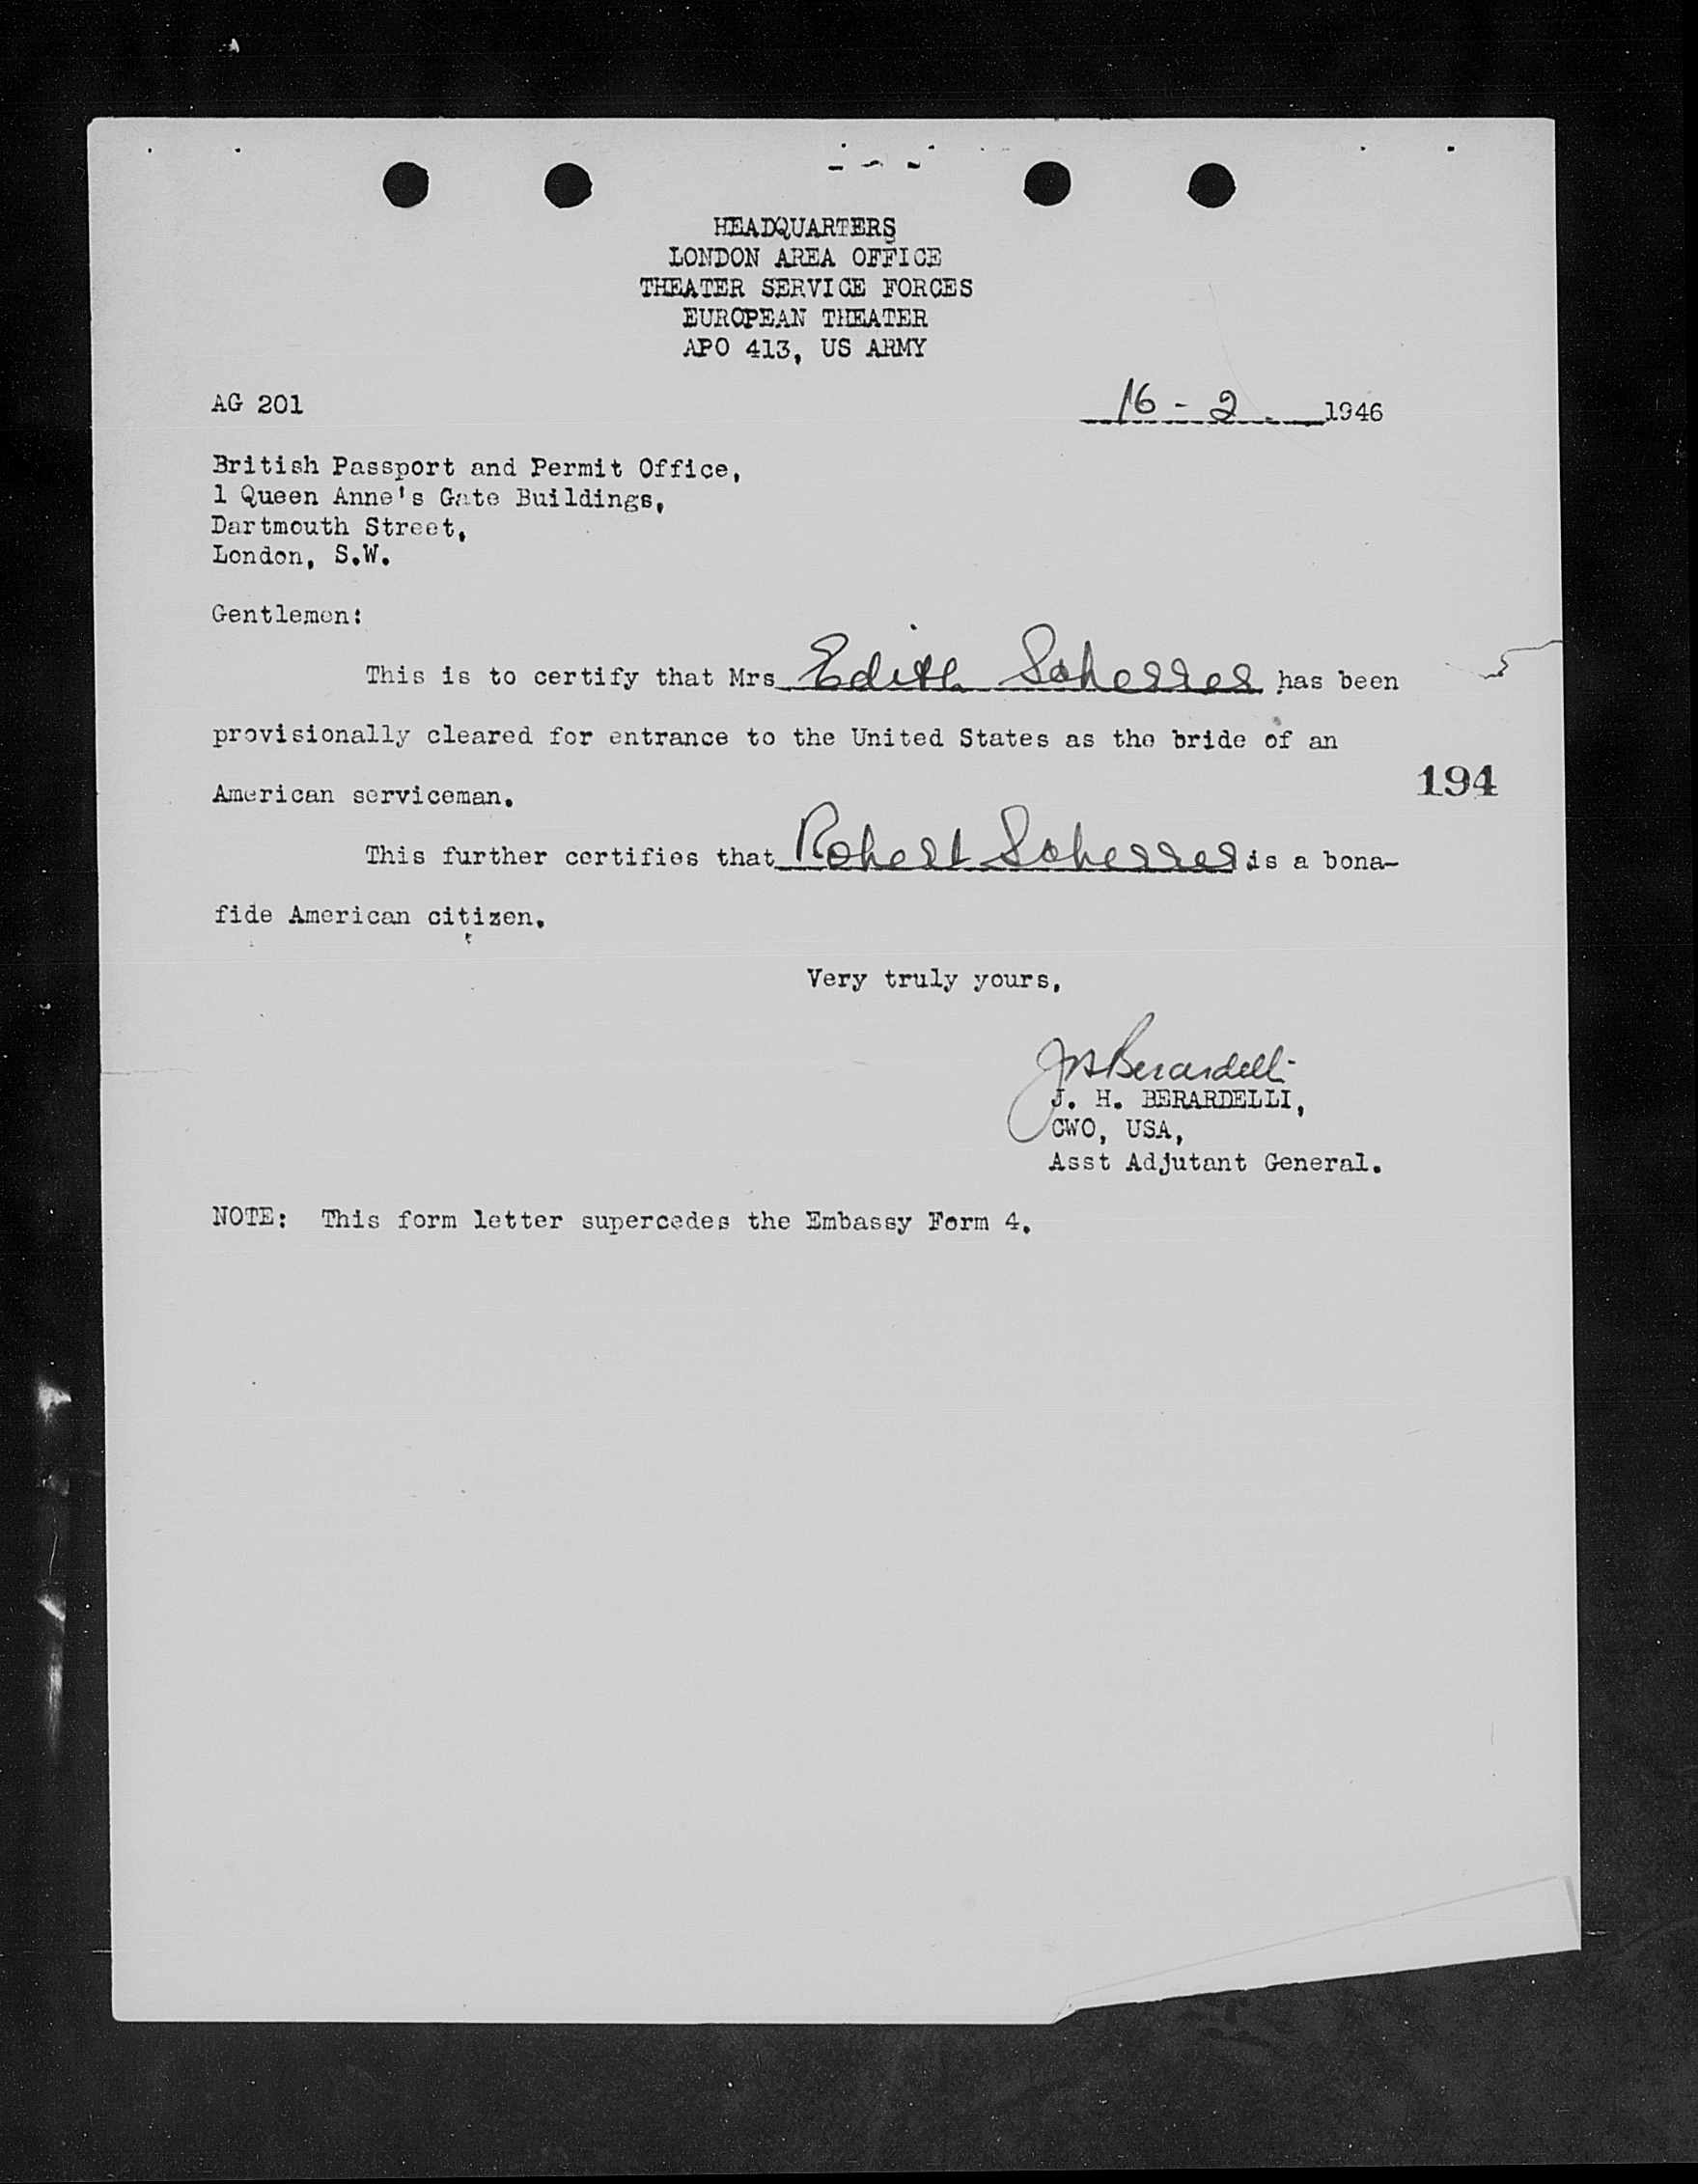 HEADQUARTERS
LONDON AREA OFFICE
THEATER SERVICE FORCES
EUROPEAN THEATER
APO 413, US ARMY
AG 201
16 - 2. 1946
British Passport and Permit Office,
1 Queen Anne's Gate Buildings,
Dartmouth Street,
London, S.W.
Gentlemen:
This is to certify that Mrs Edith Scherrer has been
provisionally cleared for entrance to the United States as the bride of an
American serviceman.
194
This further certifies that Robert Scherrer is a bona-
fide American citizen.
Very truly yours,
J H Berardelli
J. H. BERARDELLI,
CWO, USA,
Asst Adjutant General.
NOTE: This form letter supercedes the Embassy Form 4.